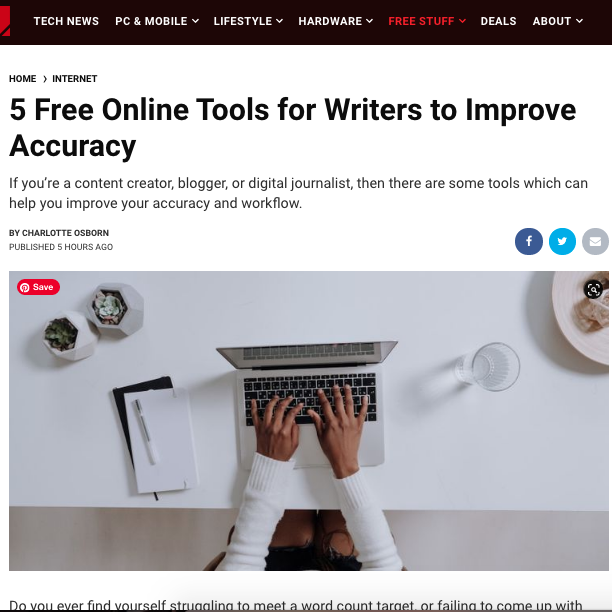 TECH NEWS PC & MOBILE LIFESTYLE HARDWARE FREE STUFF DEALS ABOUT
HOME > INTERNET
5 Free Online Tools for Writers to Improve
Accuracy
If you’re a content creator, blogger, or digital journalist, then there are some tools which can
help you improve your accuracy and workflow.
BY CHARLOTTE OSBORN
PUBLISHED 5 HOURS AGO
f
Save
Do you ever find yourself struggling to meet a word count target, or failing to come up with